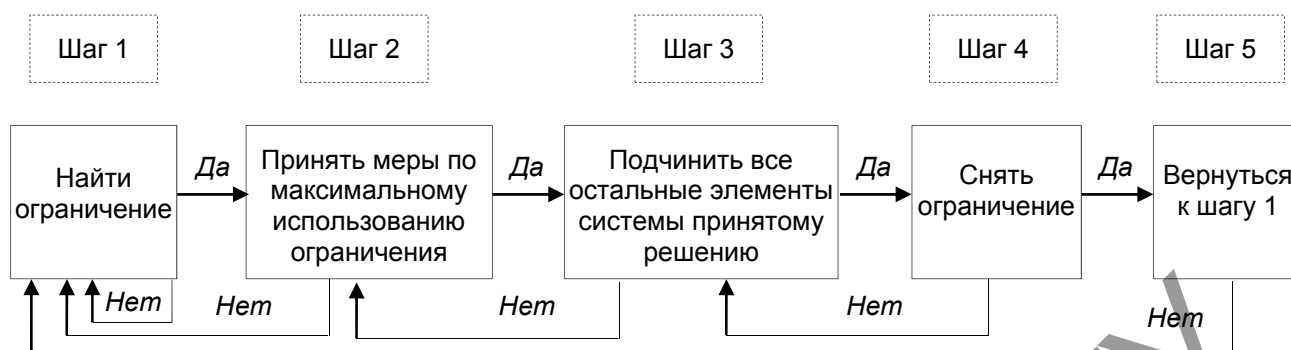 Шаг 1
Шаг 2
Шаг 3
Шаг 4
Шаг 5
Найти
ограничение
Да
Принять меры по
максимальному
использованию
ограничения
Да
Подчинить все
остальные элементы
системы принятому
решению
Да
Снять
ограничение
Да
Вернуться
к шагу 1
Нет
Нет
Нет
Нет
Нет